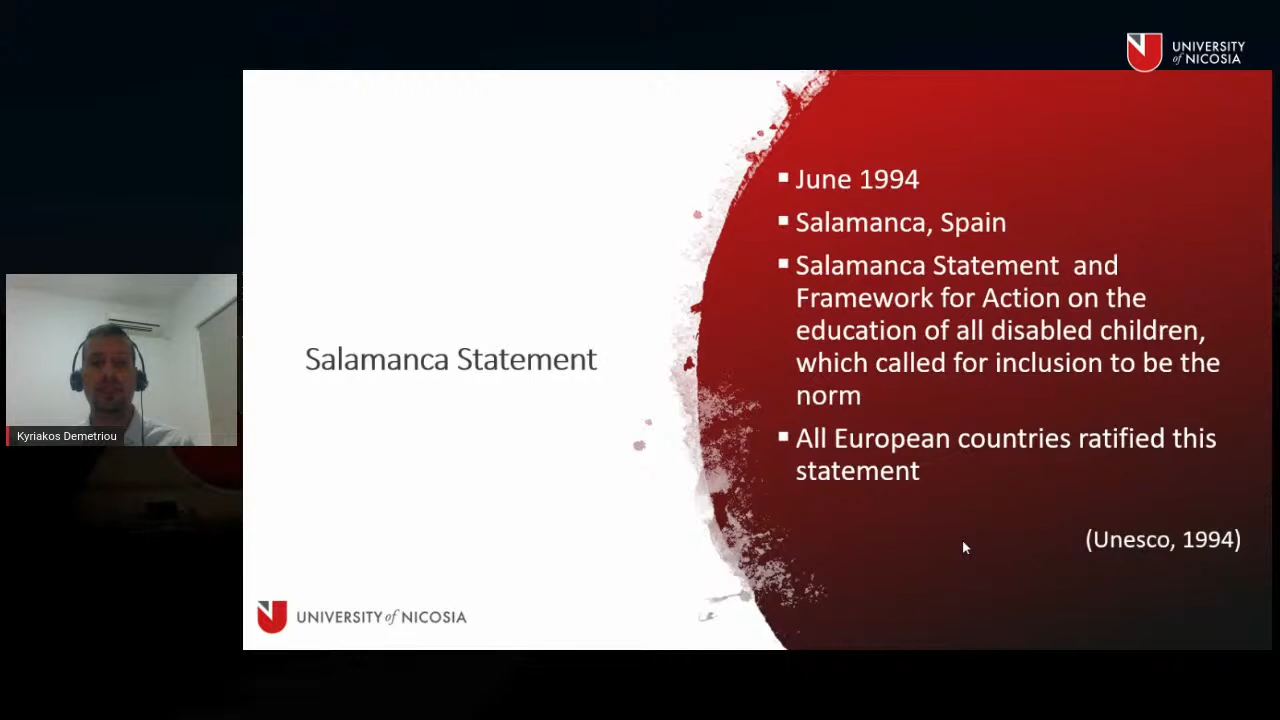 UNIVERSITY
of NICOSIA
Salamanca Statement
▪ June 1994
▪ Salamanca, Spain
▪ Salamanca Statement and
Framework for Action on the
education of all disabled children,
which called for inclusion to be the
norm
▪ All European countries ratified this
statement
(Unesco, 1994)
Kyriakos Demetriou
UNIVERSITY of NICOSIA